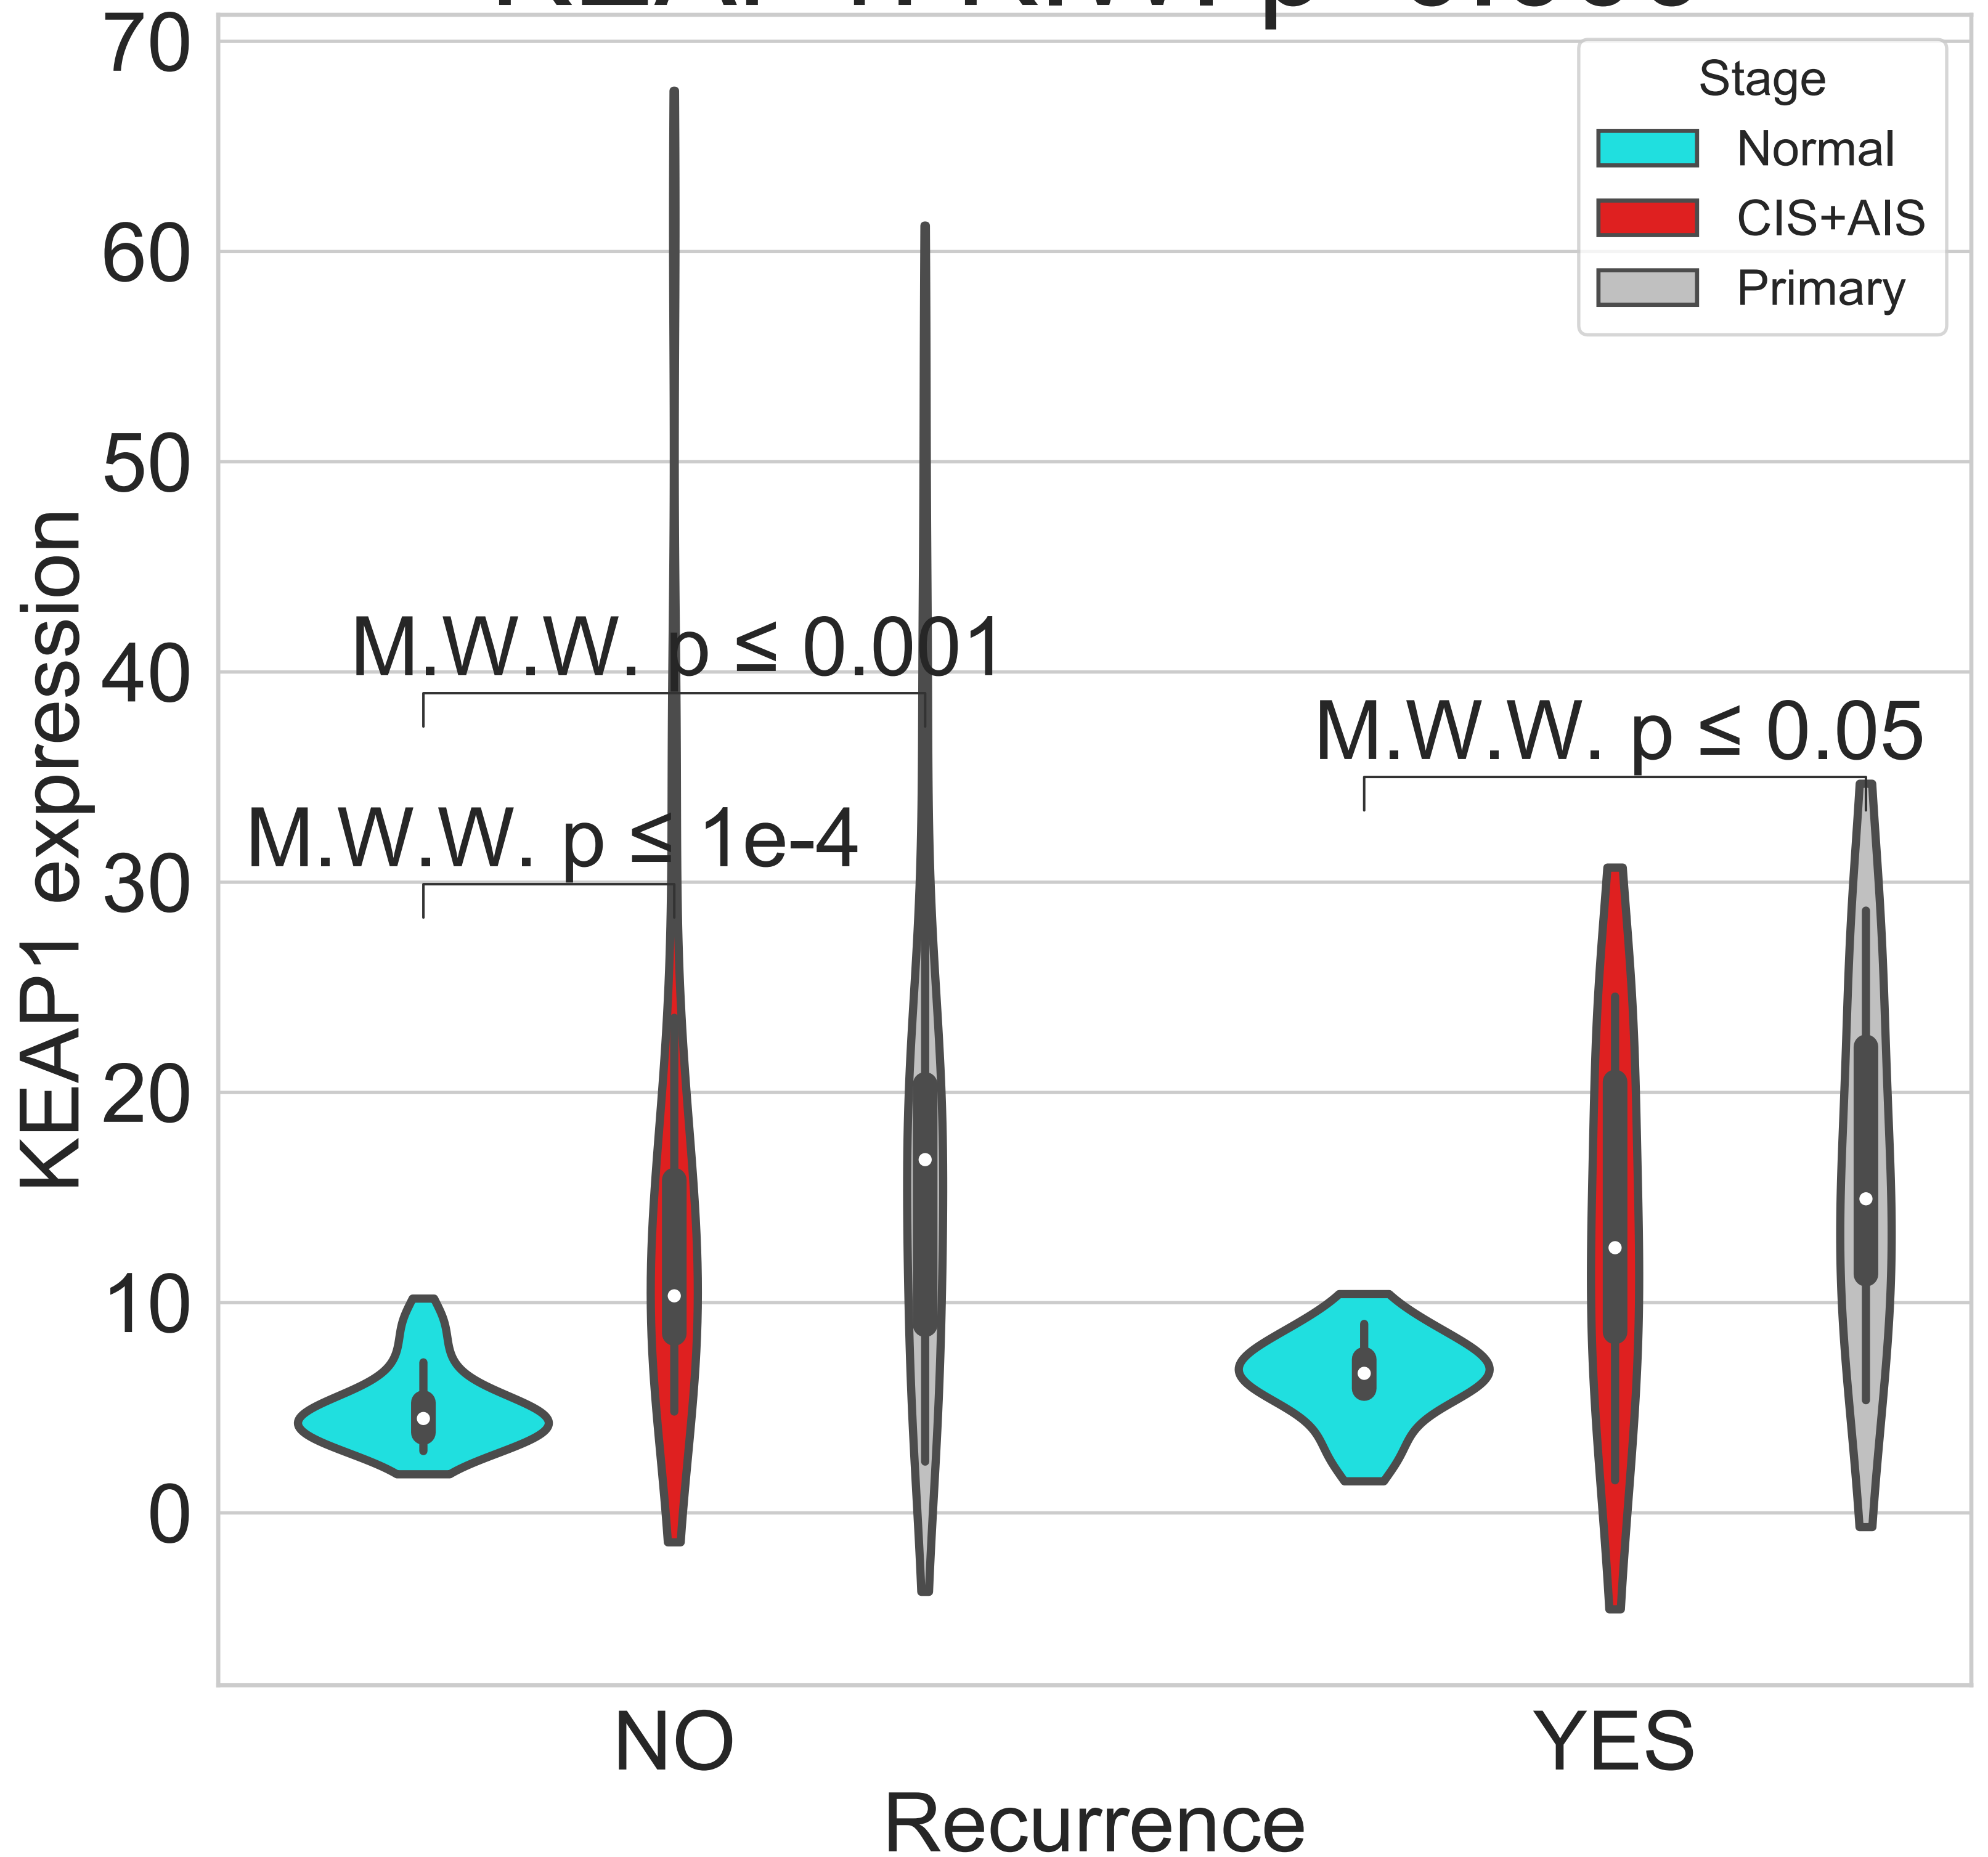 70
60
50
40
30
20
10
0
KEAP1 expression
Stage
Normal
CIS+AIS
Primary
M.W.W. p ≤ 0.001
M.W.W. p ≤ 0.05
M.W.W. p ≤ 1e-4
NO
YES
Recurrence